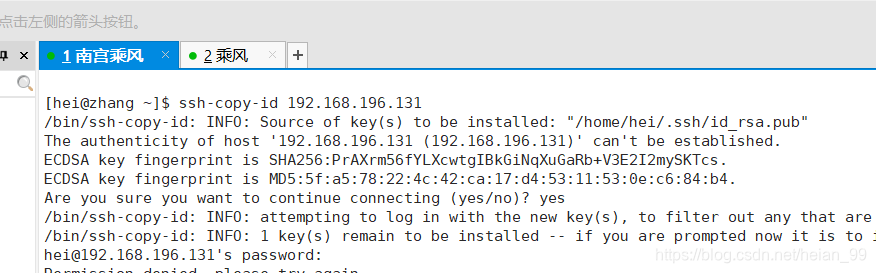 点击左侧的箭头按钮。
1 南宫乘风 × 2 乘风 × +
[hei@zhang ~]$ ssh-copy-id 192.168.196.131
/bin/ssh-copy-id: INFO: Source of key(s) to be installed: "/home/hei/.ssh/id_rsa.pub"
The authenticity of host '192.168.196.131 (192.168.196.131)' can't be established.
ECDSA key fingerprint is SHA256:PrAXrm56fYLXcwtgIBkGiNqXuGaRb+V3E2I2mySKTcs.
ECDSA key fingerprint is MD5:5f:a5:78:22:4c:42:ca:17:d4:53:11:53:0e:c6:84:b4.
Are you sure you want to continue connecting (yes/no)? yes
/bin/ssh-copy-id: INFO: attempting to log in with the new key(s), to filter out any that are
/bin/ssh-copy-id: INFO: 1 key(s) remain to be installed -- if you are prompted now it is to i
hei@192.168.196.131's password:
https://blog.csdn.net/heian_99
Permission denied, please try again